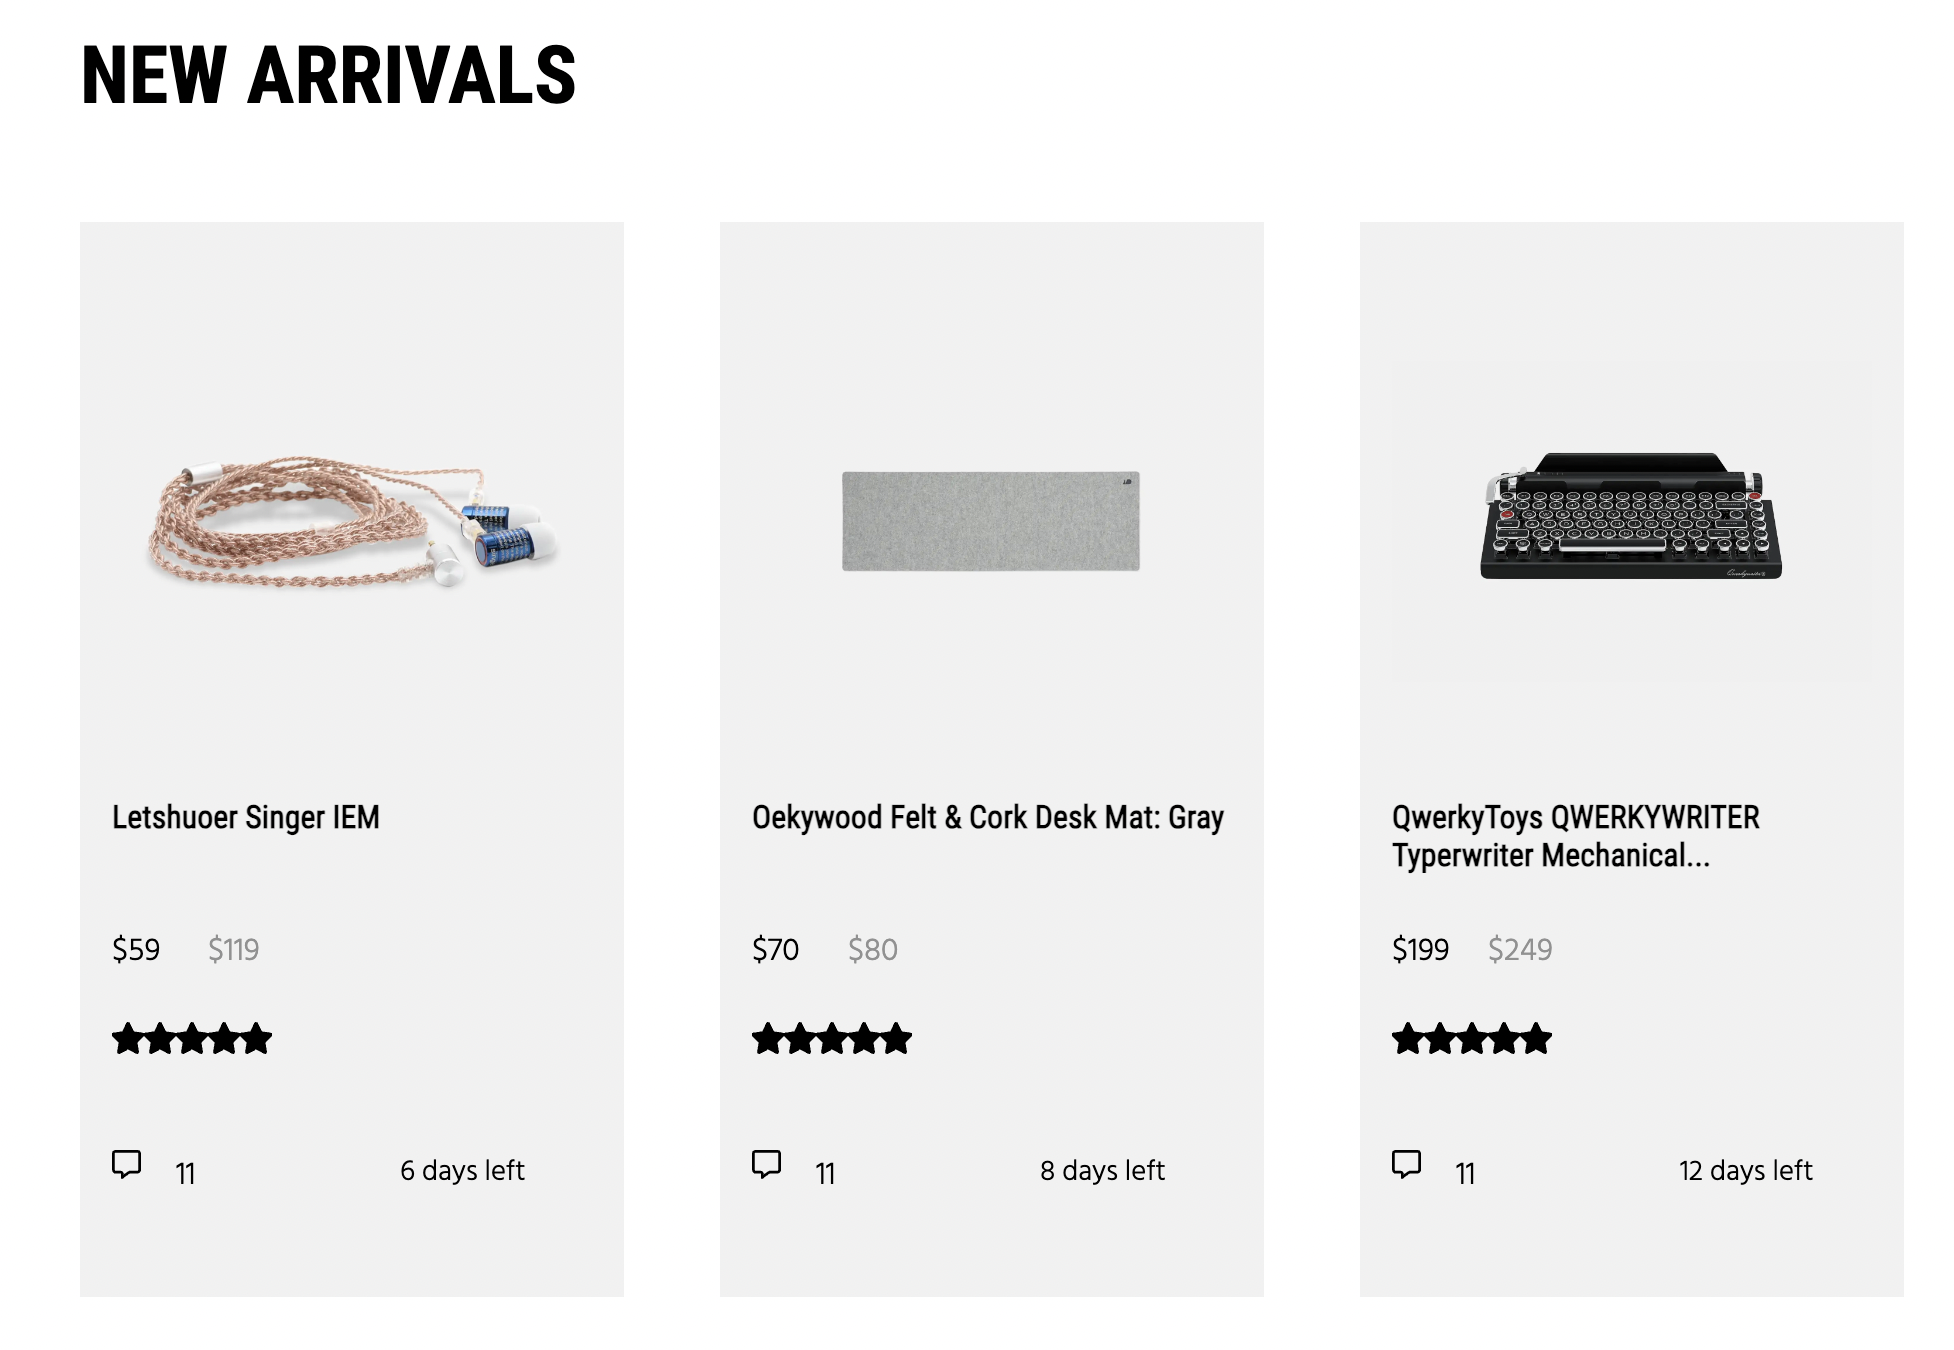 NEW ARRIVALS
Letshuoer Singer IEM
$59 $119
11 6 days left
Oekywood Felt & Cork Desk Mat: Gray
$70 $80
11 8 days left
QwerkyToys QWERKYWRITER
Typerwriter Mechanical...
$199 $249
11 12 days left